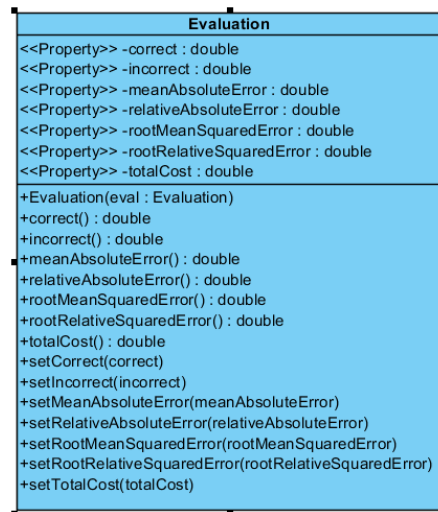 Evaluation
<<Property>> -correct : double
<<Property>> -incorrect : double
<<Property>> -meanAbsoluteError : double
<<Property>> -relativeAbsoluteError : double
<<Property>> -rootMeanSquaredError : double
<<Property>> -rootRelativeSquaredError : double
<<Property>> -totalCost : double
+Evaluation(eval : Evaluation)
+correct() : double
+incorrect() : double
+meanAbsoluteError() : double
+relativeAbsoluteError() : double
+rootMeanSquaredError() : double
+rootRelativeSquaredError() : double
+totalCost() : double
+setCorrect(correct)
+setIncorrect(incorrect)
+setMeanAbsoluteError(meanAbsoluteError)
+setRelativeAbsoluteError(relativeAbsoluteError)
+setRootMeanSquaredError(rootMeanSquaredError)
+setRootRelativeSquaredError(rootRelativeSquaredError)
+setTotalCost(totalCost)